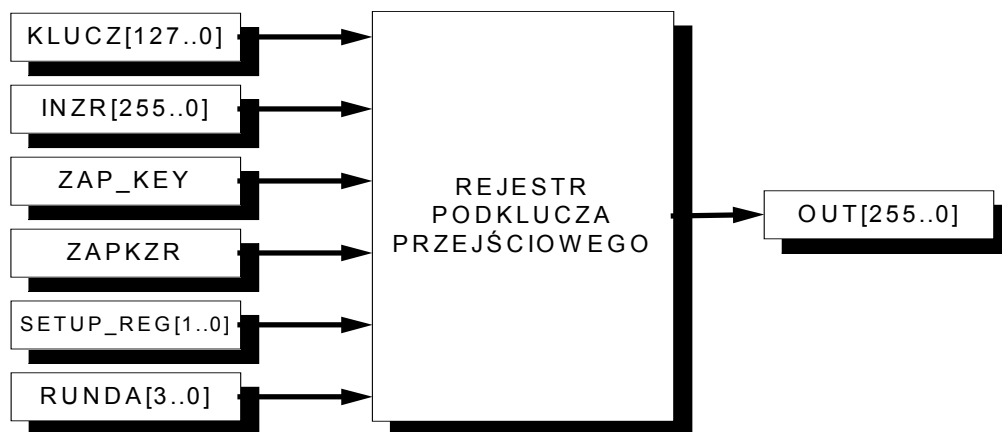 KLUCZ[127..0]
INZR[255..0]
ZAP_KEY
ZAPKZR
SETUP_REG[1..0]
RUNDA[3..0]
REJESTR
PODKLUCZA
PRZEJŚCIOWEGO
OUT[255..0]